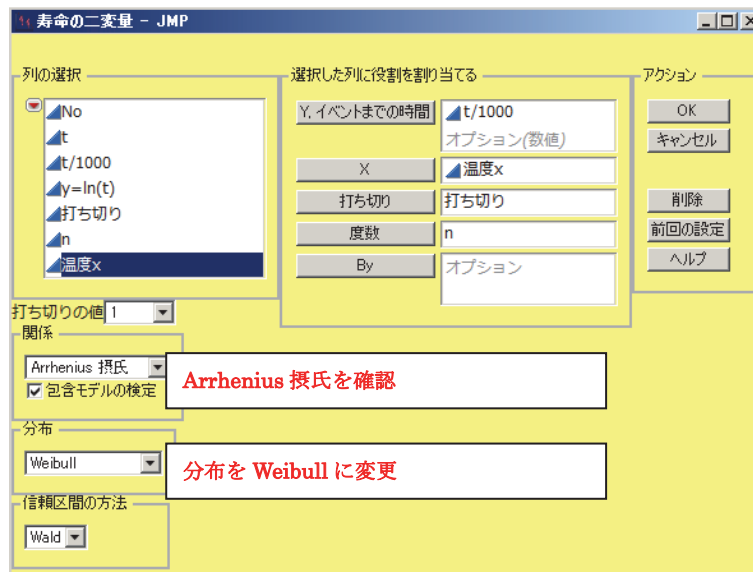 寿命の二変量 - JMP
列の選択
No
t
t/1000
y=ln(t)
打ち切り
n
温度x
選択した列に役割を割り当てる
Y, イベントまでの時間
t/1000
オプション(数値)
X
温度x
打ち切り
打ち切り
度数
n
By
オプション
アクション
OK
キャンセル
削除
前回の設定
ヘルプ
打ち切りの値 1
関係
Arrhenius 摂氏
包含モデルの検定
Arrhenius 摂氏を確認
分布
Weibull
分布を Weibull に変更
信頼区間の方法
Wald